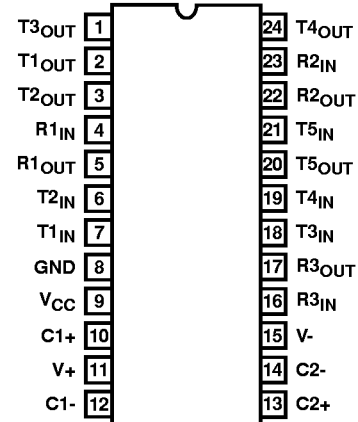 T3OUT 1 24 T4OUT
T1OUT 2 23 R2IN
T2OUT 3 22 R2OUT
R1IN 4 21 T5IN
R1OUT 5 20 T5OUT
T2IN 6 19 T4IN
T1IN 7 18 T3IN
GND 8 17 R3OUT
VCC 9 16 R3IN
C1+ 10 15 V-
V+ 11 14 C2-
C1- 12 13 C2+